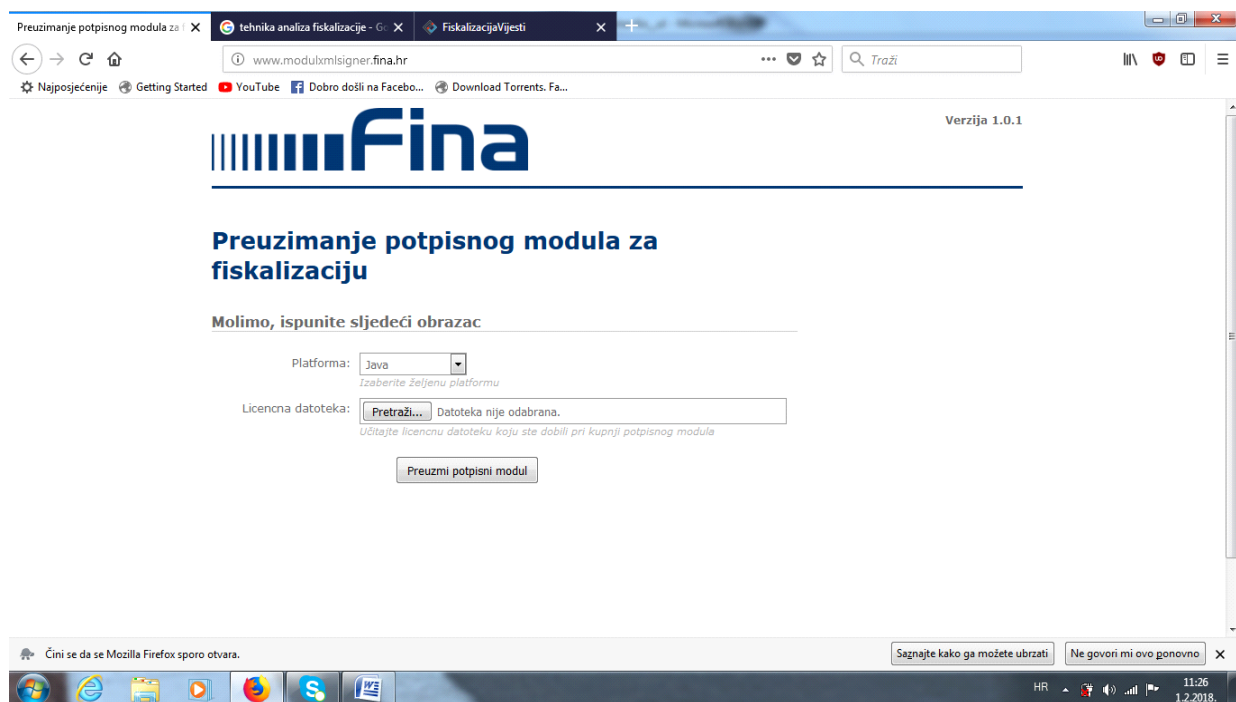 Preuzimanje potpisnog modula za f
tehnika analiza fiskalizacije - Go
FiskalizacijaVijesti
www.modulxmlsigner.fina.hr
Traži
Najposjećenije
Getting Started
YouTube
Dobro došli na Facebo...
Download Torrents. Fa...
Fina
Verzija 1.0.1
Preuzimanje potpisnog modula za
fiskalizaciju
Molimo, ispunite sljedeći obrazac
Platforma: Java
Izaberite željenu platformu
Licencna datoteka: Pretraži... Datoteka nije odabrana.
Učitajte licencnu datoteku koju ste dobili pri kupnji potpisnog modula
Preuzmi potpisni modul
Čini se da se Mozilla Firefox sporo otvara.
Saznajte kako ga možete ubrzati
Ne govori mi ovo ponovno
HR
11:26
1.2.2018.